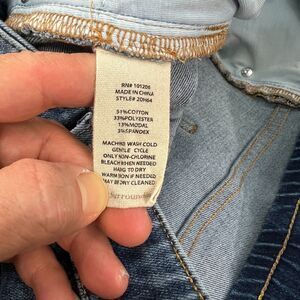 RN# 101206
MADE IN CHINA
STYLE# 20H64
51%COTTON
33%POLYESTER
13%MODAL
3%SPANDEX
MACHINE WASH COLD
GENTLE CYCLE
ONLY NON-CHLORINE
BLEACH WHEN NEEDED
HANG TO DRY
WARM IRON IF NEEDED
MAY BE DRY CLEANED